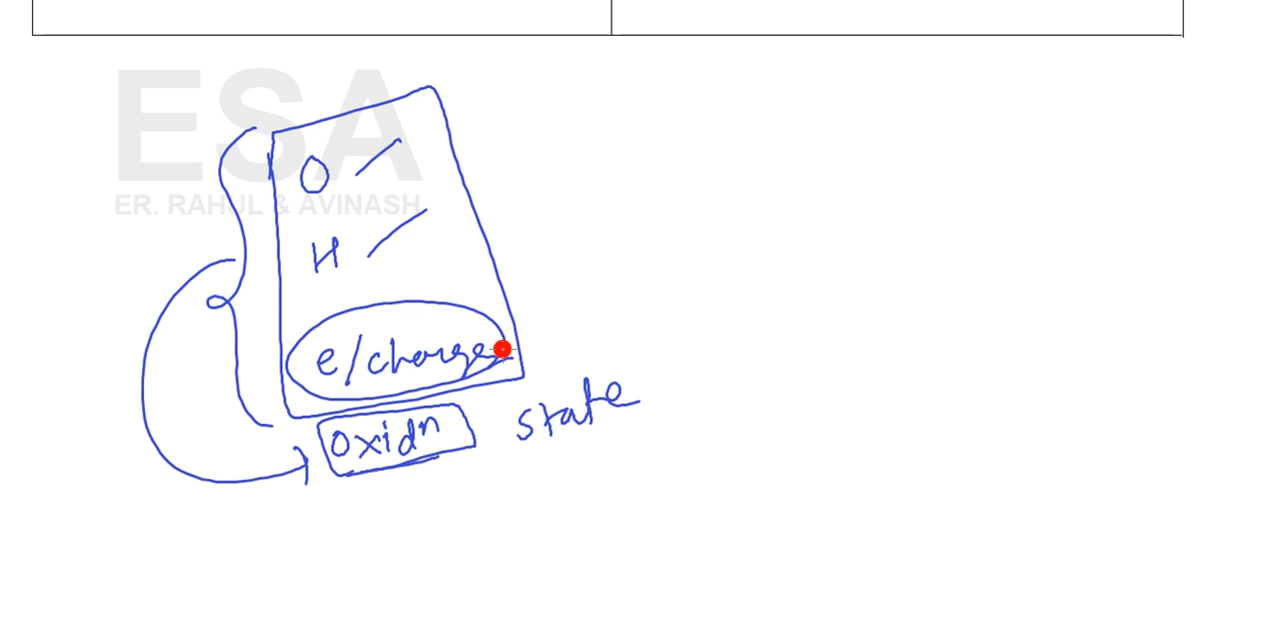 ESA
ER. RAHUL & AVINASH
O
H
e/charge
oxidn state